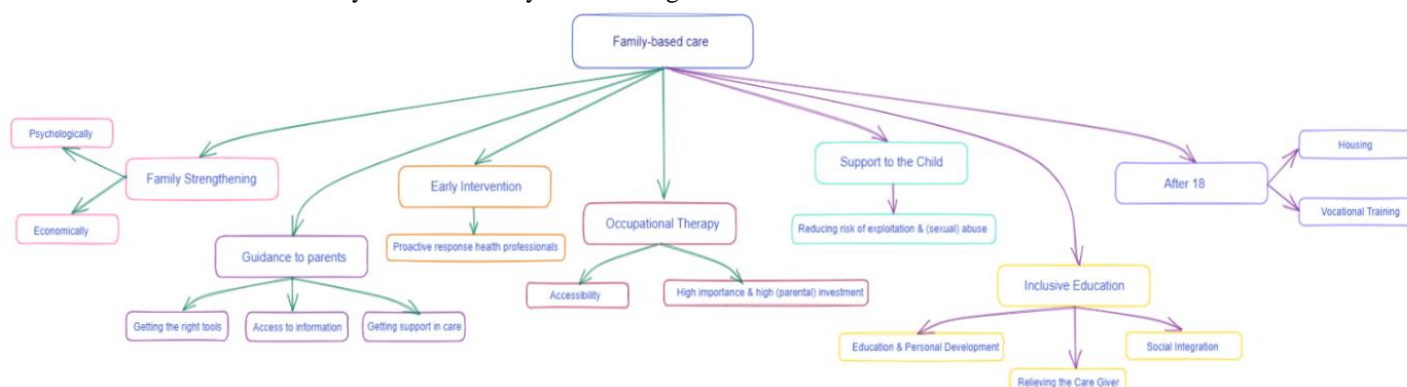 Family-based care
Psychologically
Family Strengthening
Economically
Guidance to parents
Getting the right tools
Access to information
Getting support in care
Early Intervention
Proactive response health professionals
Occupational Therapy
Accessibility
High importance & high (parental) investment
Support to the Child
Reducing risk of exploitation & (sexual) abuse
Inclusive Education
Education & Personal Development
Relieving the Care Giver
Social Integration
After 18
Housing
Vocational Training